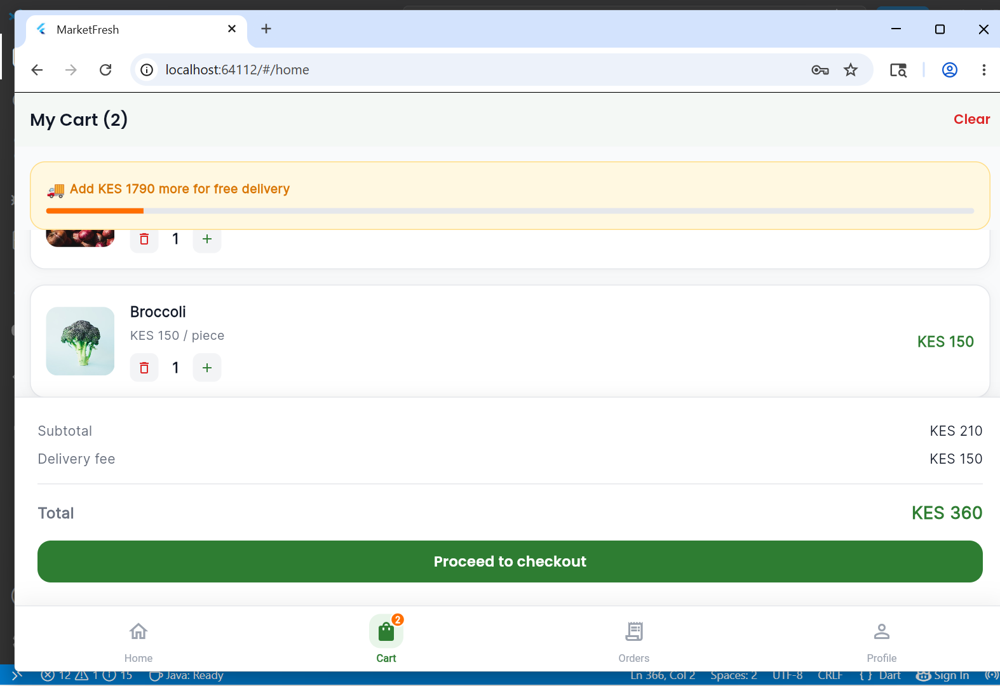 MarketFresh
localhost:64112/#/home
My Cart (2)
Clear
Add KES 1790 more for free delivery
1
Broccoli
KES 150 / piece
1
KES 150
Subtotal
KES 210
Delivery fee
KES 150
Total
KES 360
Proceed to checkout
2
Home
Cart
Orders
Profile
12 1 15 Java: Ready Ln 366, Col 2 Spaces: 2 UTF-8 CRLF { } Dart Sign In